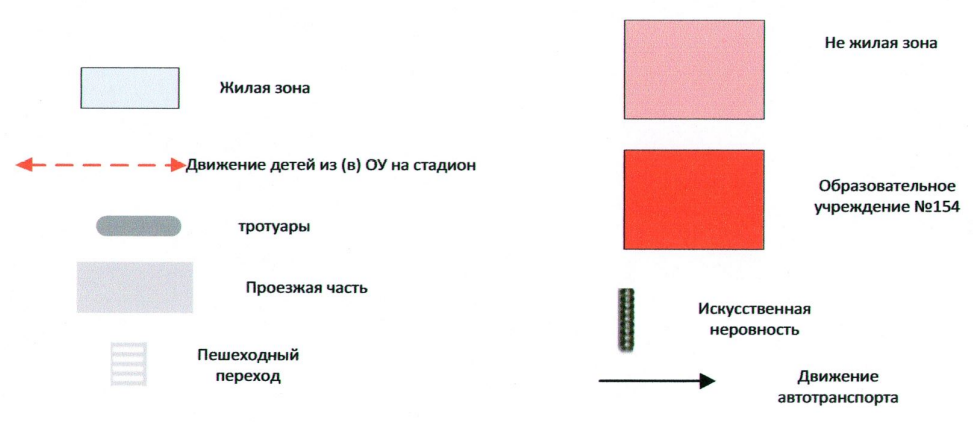 Жилая зона
Движение детей из (в) ОУ на стадион
тротуары
Проезжая часть
Пешеходный
переход
Не жилая зона
Образовательное
учреждение №154
Искусственная
неровность
Движение
автотранспорта